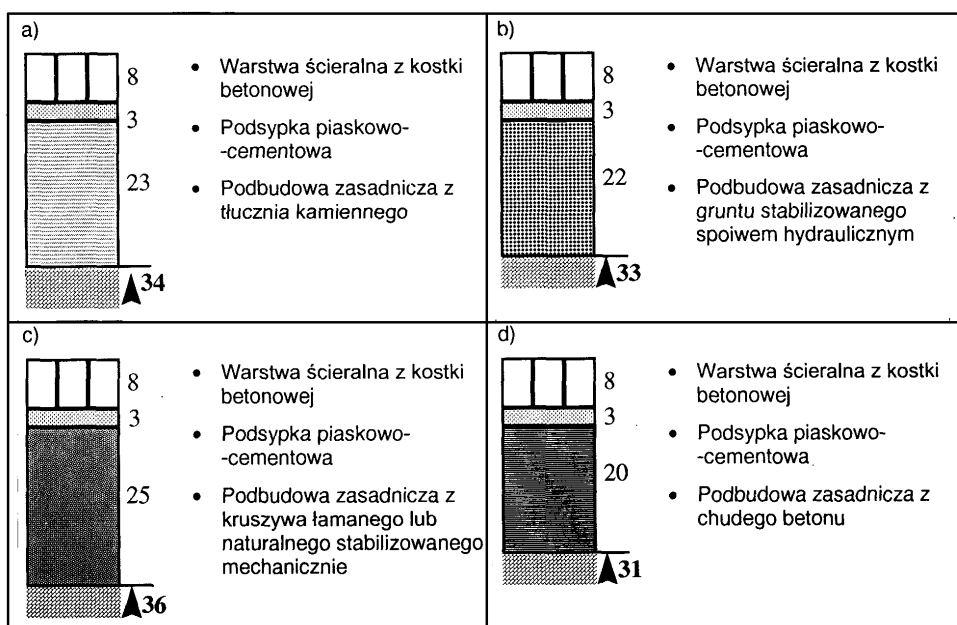 a)
8
3
23
34
• Warstwa ścieralna z kostki
betonowej
• Podsypka piaskowo-
-cementowa
• Podbudowa zasadnicza z
tłucznia kamiennego
b)
8
3
22
33
• Warstwa ścieralna z kostki
betonowej
• Podsypka piaskowo-
-cementowa
• Podbudowa zasadnicza z
gruntu stabilizowanego
spoiwem hydraulicznym
c)
8
3
25
36
• Warstwa ścieralna z kostki
betonowej
• Podsypka piaskowo-
-cementowa
• Podbudowa zasadnicza z
kruszywa łamanego lub
naturalnego stabilizowanego
mechanicznie
d)
8
3
20
31
• Warstwa ścieralna z kostki
betonowej
• Podsypka piaskowo-
-cementowa
• Podbudowa zasadnicza z
chudego betonu